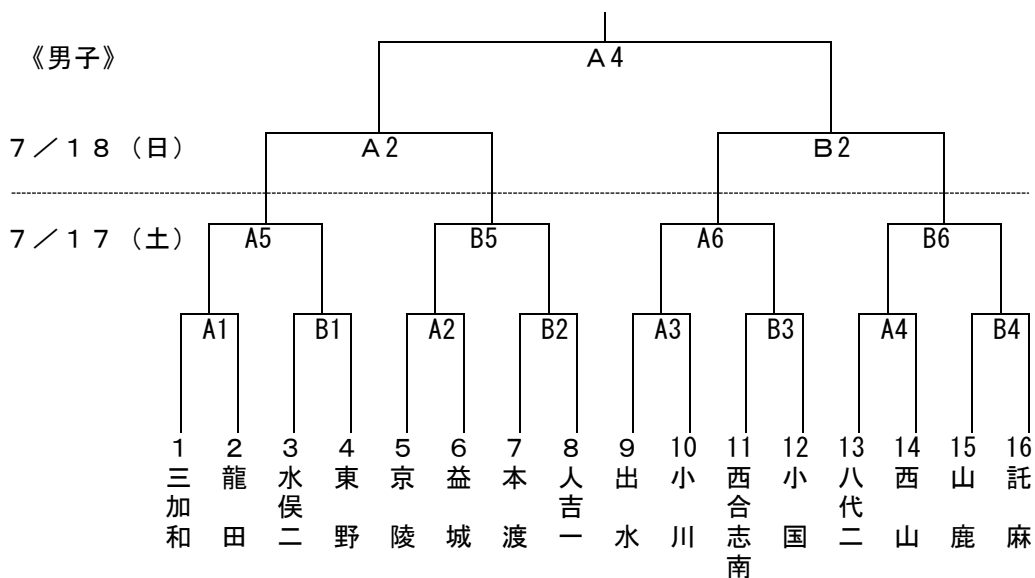 《男子》
A4
7／18（日）
A2
B2
7／17（土）
A5
B5
A6
B6
A1
B1
A2
B2
A3
B3
A4
B4
1 2 3 4 5 6 7 8 9 10 11 12 13 14 15 16
三加和
龍田
水俣二
東野
京陵
益城
本渡
人吉一
出水
小川
西合志南
小国
八代二
西山
山鹿
託麻